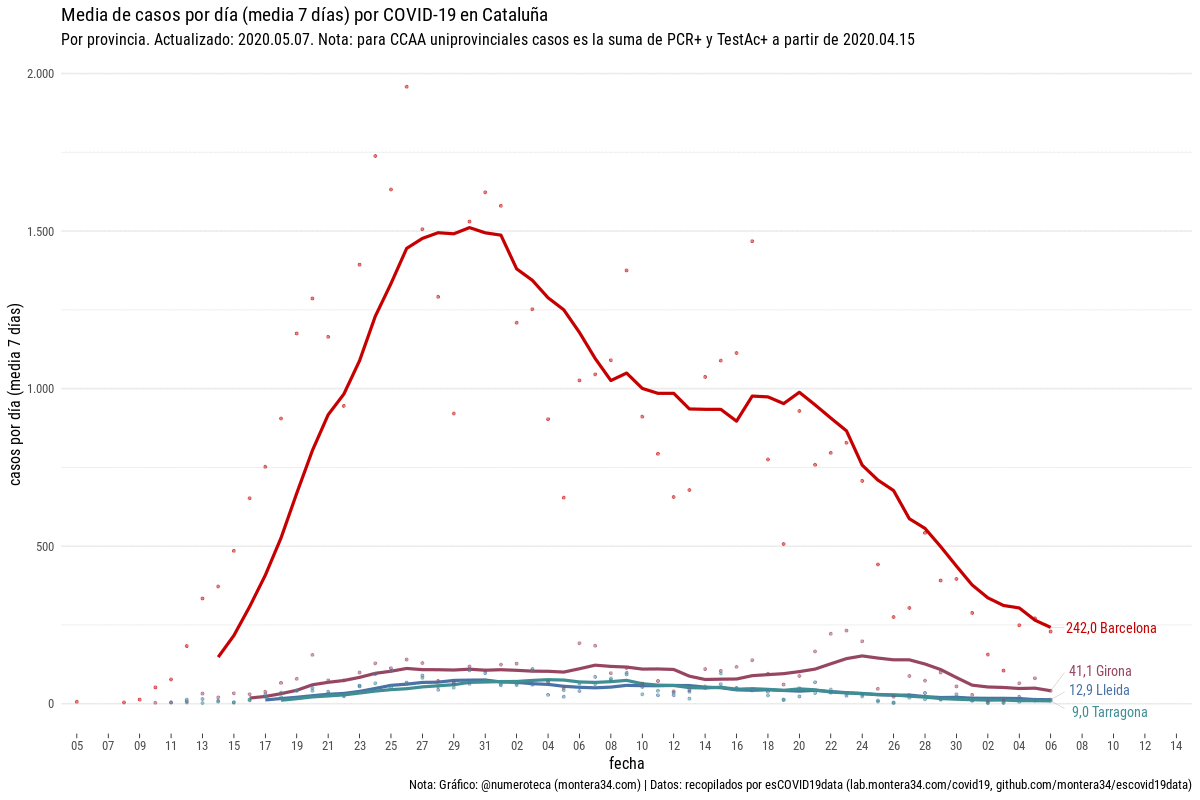 Media de casos por día (media 7 días) por COVID-19 en Cataluña
Por provincia. Actualizado: 2020.05.07. Nota: para CCAA uniprovinciales casos es la suma de PCR+ y TestAc+ a partir de 2020.04.15
casos por día (media 7 días)
2.000
1.500
1.000
500
0
242,0 Barcelona
41,1 Girona
12,9 Lleida
9,0 Tarragona
05 07 09 11 13 15 17 19 21 23 25 27 29 31 02 04 06 08 10 12 14 16 18 20 22 24 26 28 30 02 04 06 08 10 12 14
fecha
Nota: Gráfico: @numeroteca (montera34.com) | Datos: recopilados por esCOVID19data (lab.montera34.com/covid19, github.com/montera34/escovid19data)